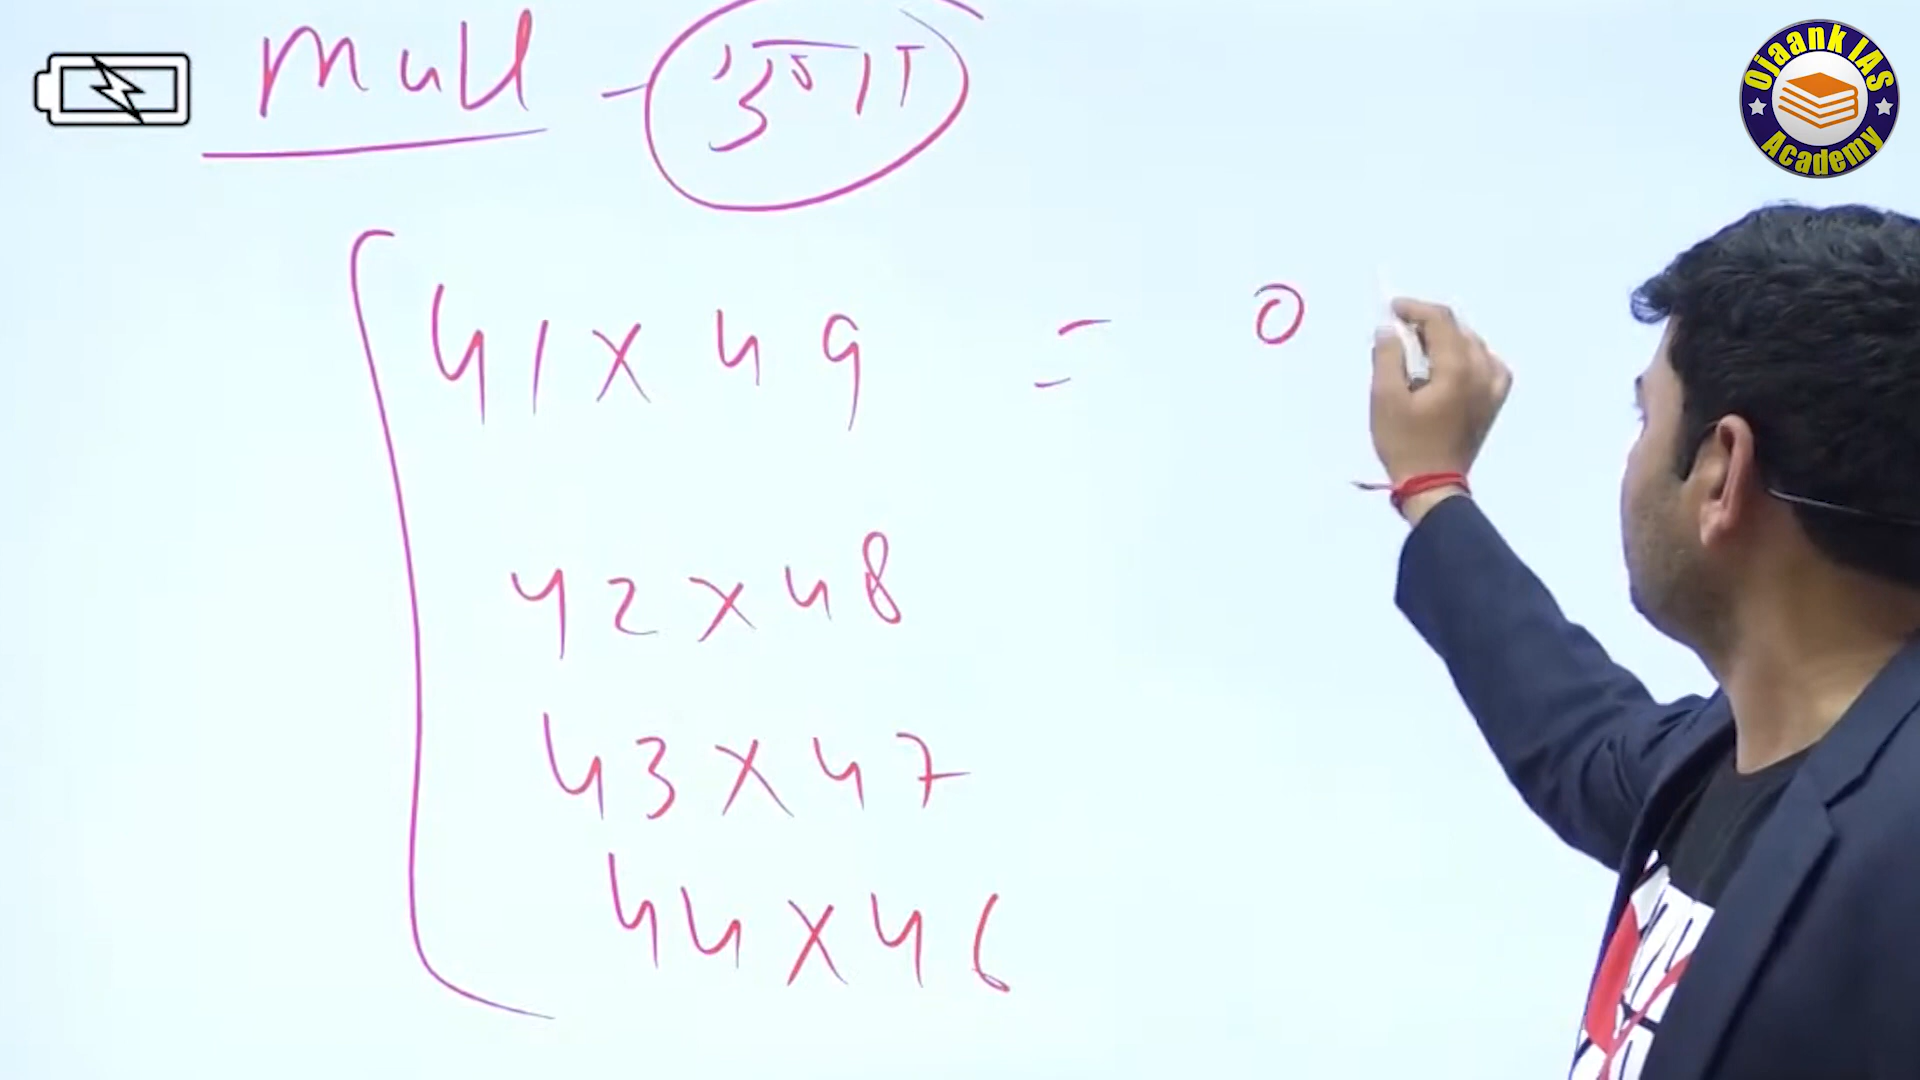 Mull -
41 x 49 = 0
42 x 48
43 x 47
44 x 46
Ojaank IAS
Academy